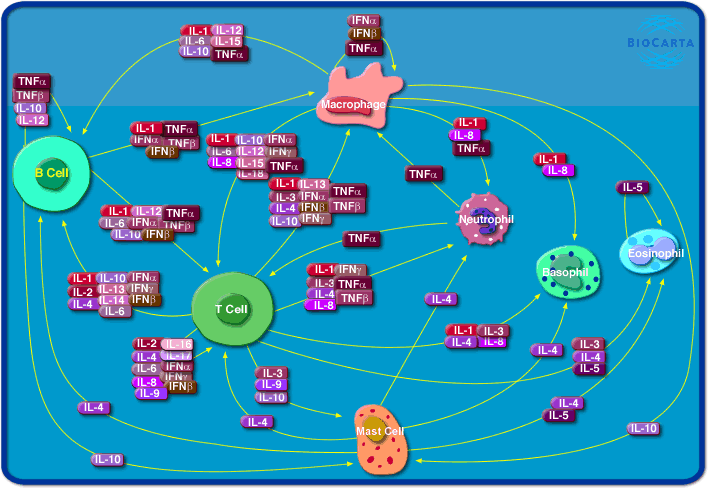 BIOCARTA
IFNα
IFNβ
TNFα
IL-1 IL-12
IL-6 IL-15
IL-10 TNFα
TNFα
TNFβ
IL-10
IL-12
Macrophage
IL-1 TNFα
IFNα TNFβ
IFNβ
IL-1 IL-10 IFNα
IL-6 IL-12 IFNγ
IL-8 IL-15 TNFα
IL-18
IL-1
IL-8
TNFα
IL-1
IL-8
B Cell
TNFα
IL-1 IL-13
IL-3 IFNα TNFα
IL-4 IFNβ TNFβ
IL-10 IFNγ
IL-5
IL-1 IL-12 TNFα
IL-6 IFNα TNFβ
IL-10 IFNβ
Neutrophil
TNFα
Eosinophil
IL-1 IL-10 IFNα
IL-2 IL-13 IFNγ
IL-4 IL-14 IFNβ
IL-6
IL-1 IFNγ
IL-3 TNFα
IL-4 TNFβ
IL-8
Basophil
T Cell
IL-4
IL-2 IL-16
IL-4 IL-17
IL-6 IFNα
IL-8 IFNγ
IL-9 IFNβ
IL-1 IL-3
IL-4 IL-8
IL-4
IL-3
IL-4
IL-5
IL-3
IL-9
IL-10
IL-4
IL-4
IL-4
IL-5
Mast Cell
IL-10
IL-10